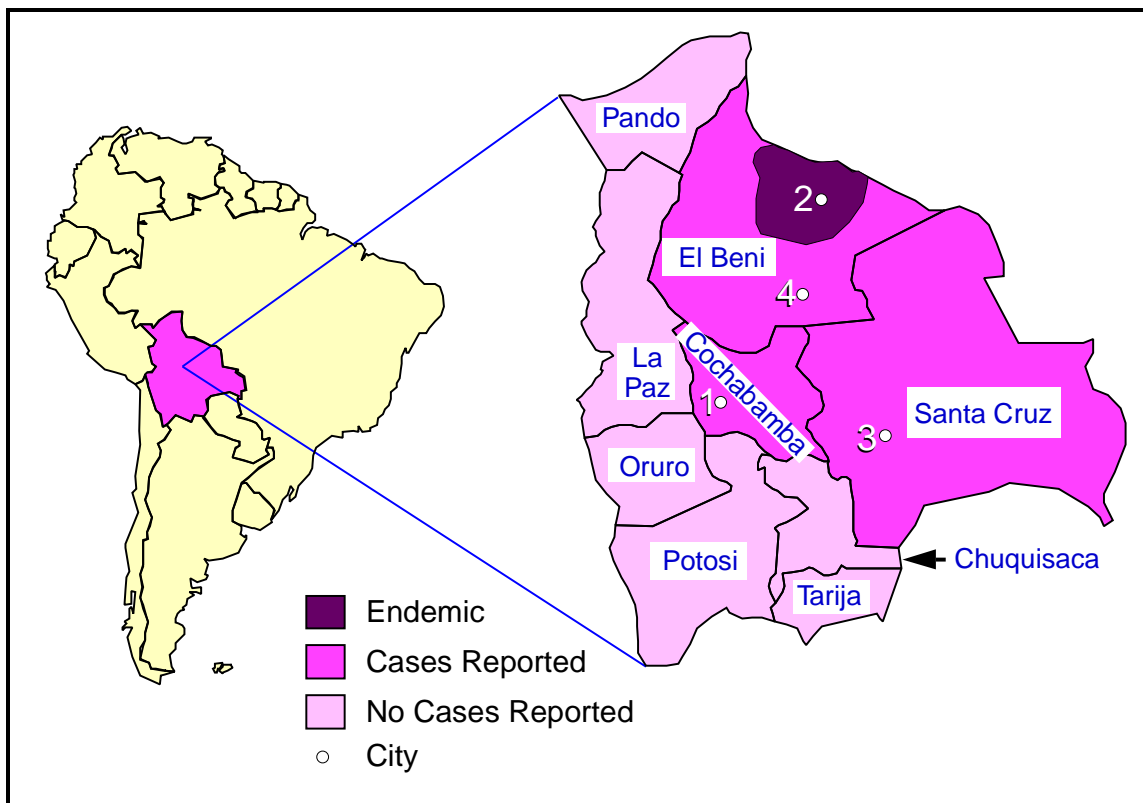 Pando
2
El Beni
4
La
Paz
Cochabamba
1
Santa Cruz
3
Oruro
Potosi
Chuquisaca
Tarija
Endemic
Cases Reported
No Cases Reported
City